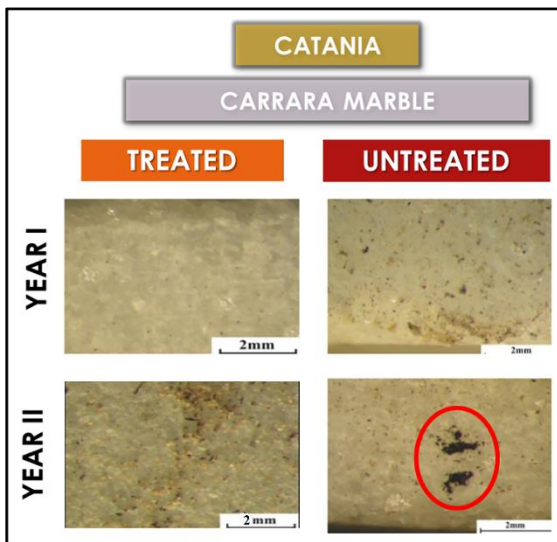 CATANIA
CARRARA MARBLE
TREATED
UNTREATED
YEAR I
2mm
2mm
YEAR II
2mm
2mm